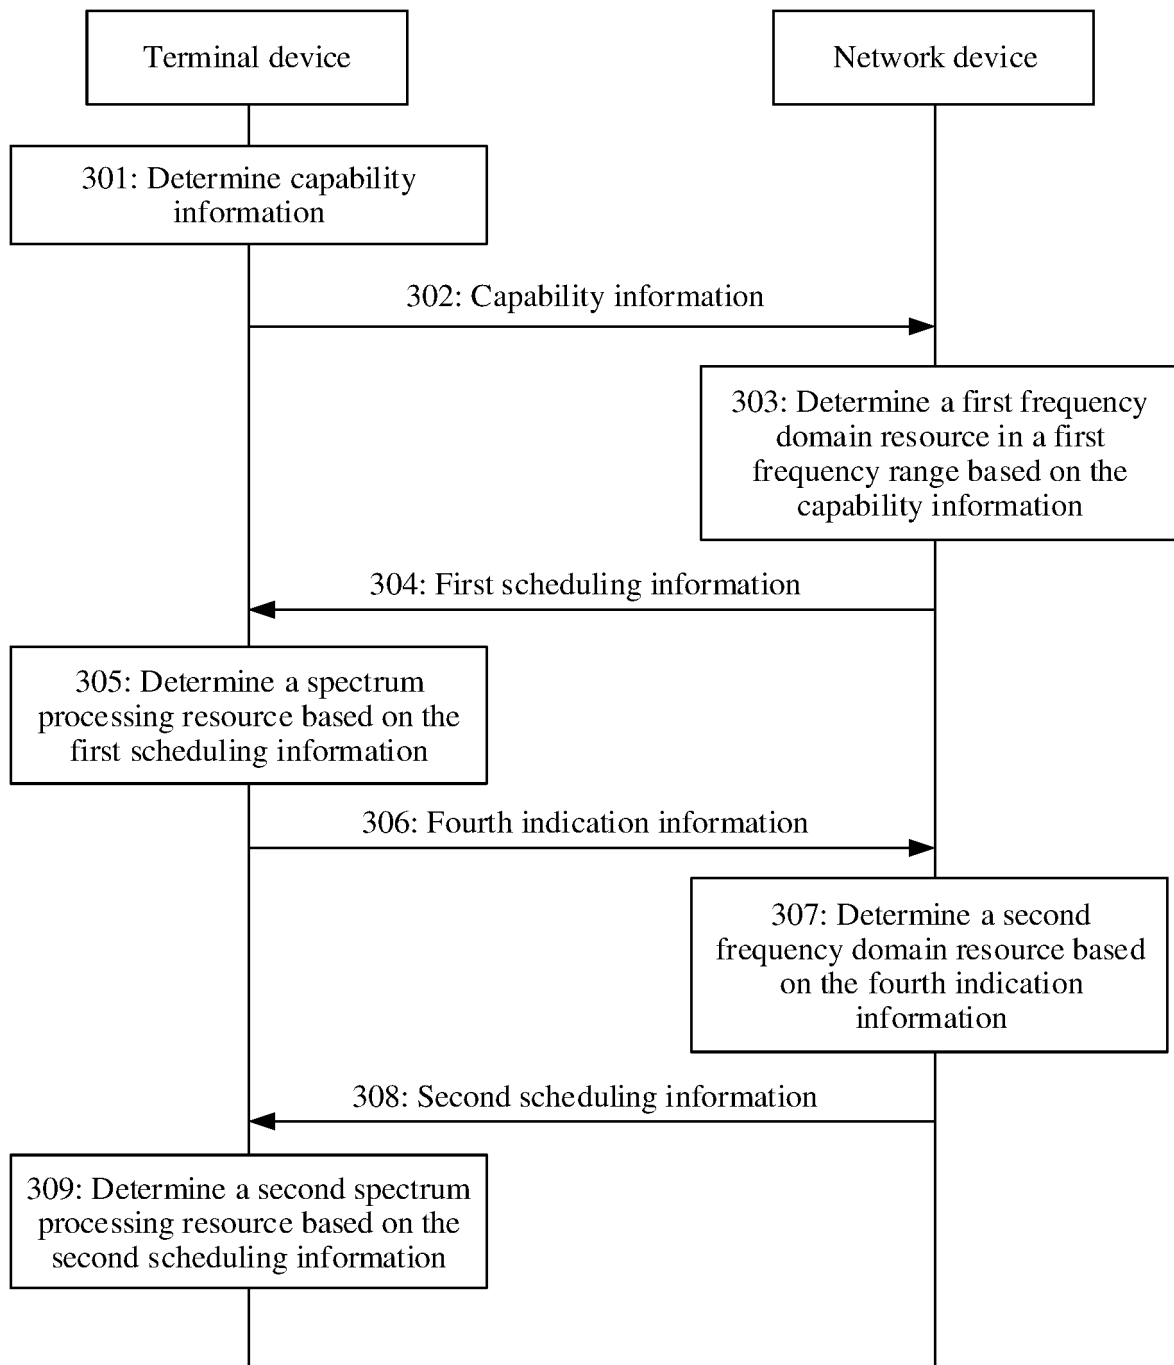 Terminal device
Network device
301: Determine capability
information
302: Capability information
303: Determine a first frequency
domain resource in a first
frequency range based on the
capability information
304: First scheduling information
305: Determine a spectrum
processing resource based on the
first scheduling information
306: Fourth indication information
307: Determine a second
frequency domain resource based
on the fourth indication
information
308: Second scheduling information
309: Determine a second spectrum
processing resource based on the
second scheduling information